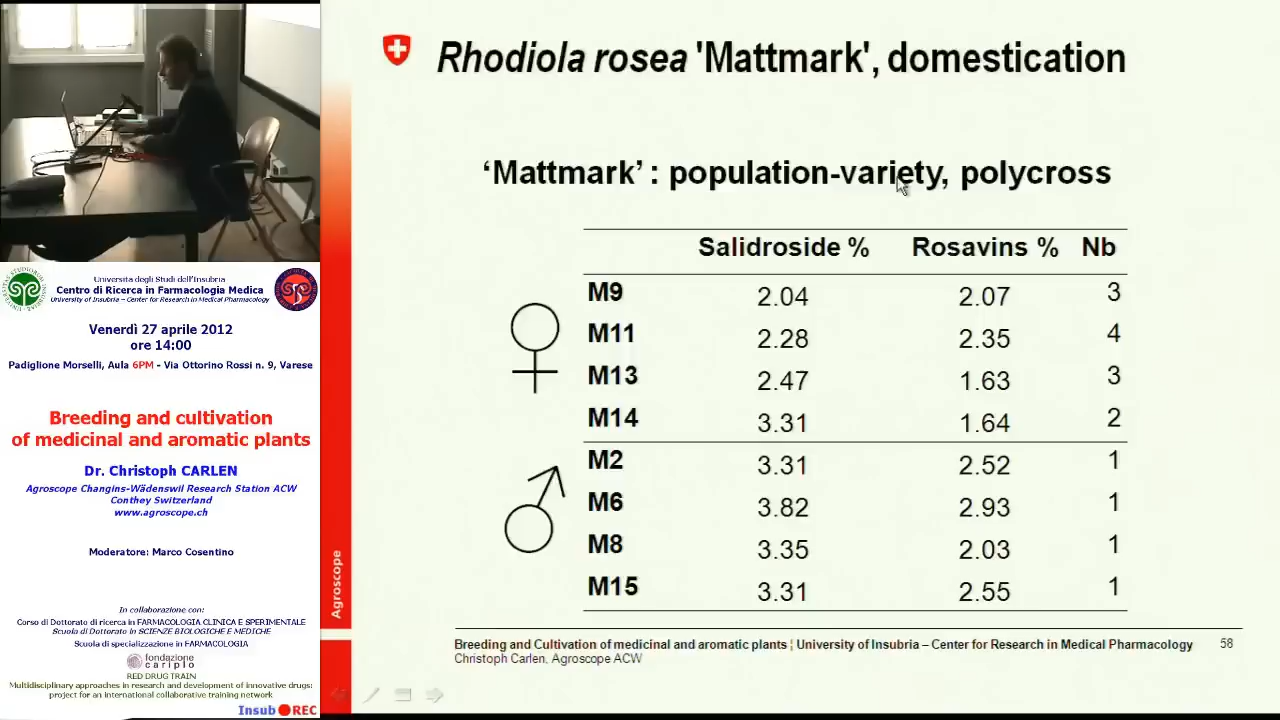 Università degli Studi dell'Insubria
Centro di Ricerca in Farmacologia Medica
University of Insubria – Center for Research in Medical Pharmacology
Venerdì 27 aprile 2012
ore 14:00
Padiglione Morselli, Aula 6PM - Via Ottorino Rossi n. 9, Varese
Breeding and cultivation
of medicinal and aromatic plants
Dr. Christoph CARLEN
Agroscope Changins-Wädenswil Research Station ACW
Conthey Switzerland
www.agroscope.ch
Moderatore: Marco Cosentino
In collaborazione con:
Corso di Dottorato di ricerca in FARMACOLOGIA CLINICA E SPERIMENTALE
Scuola di Dottorato in SCIENZE BIOLOGICHE E MEDICHE
Scuola di specializzazione in FARMACOLOGIA
fondazione
cariplo
RED DRUG TRAIN
Multidisciplinary approaches in research and development of innovative drugs:
project for an international collaborative training network
InsubREC
Agroscope
Rhodiola rosea 'Mattmark', domestication
‘Mattmark’ : population-variety, polycross
Salidroside % Rosavins % Nb
M9 2.04 2.07 3
M11 2.28 2.35 4
M13 2.47 1.63 3
M14 3.31 1.64 2
M2 3.31 2.52 1
M6 3.82 2.93 1
M8 3.35 2.03 1
M15 3.31 2.55 1
Breeding and Cultivation of medicinal and aromatic plants ¦ University of Insubria – Center for Research in Medical Pharmacology 58
Christoph Carlen, Agroscope ACW